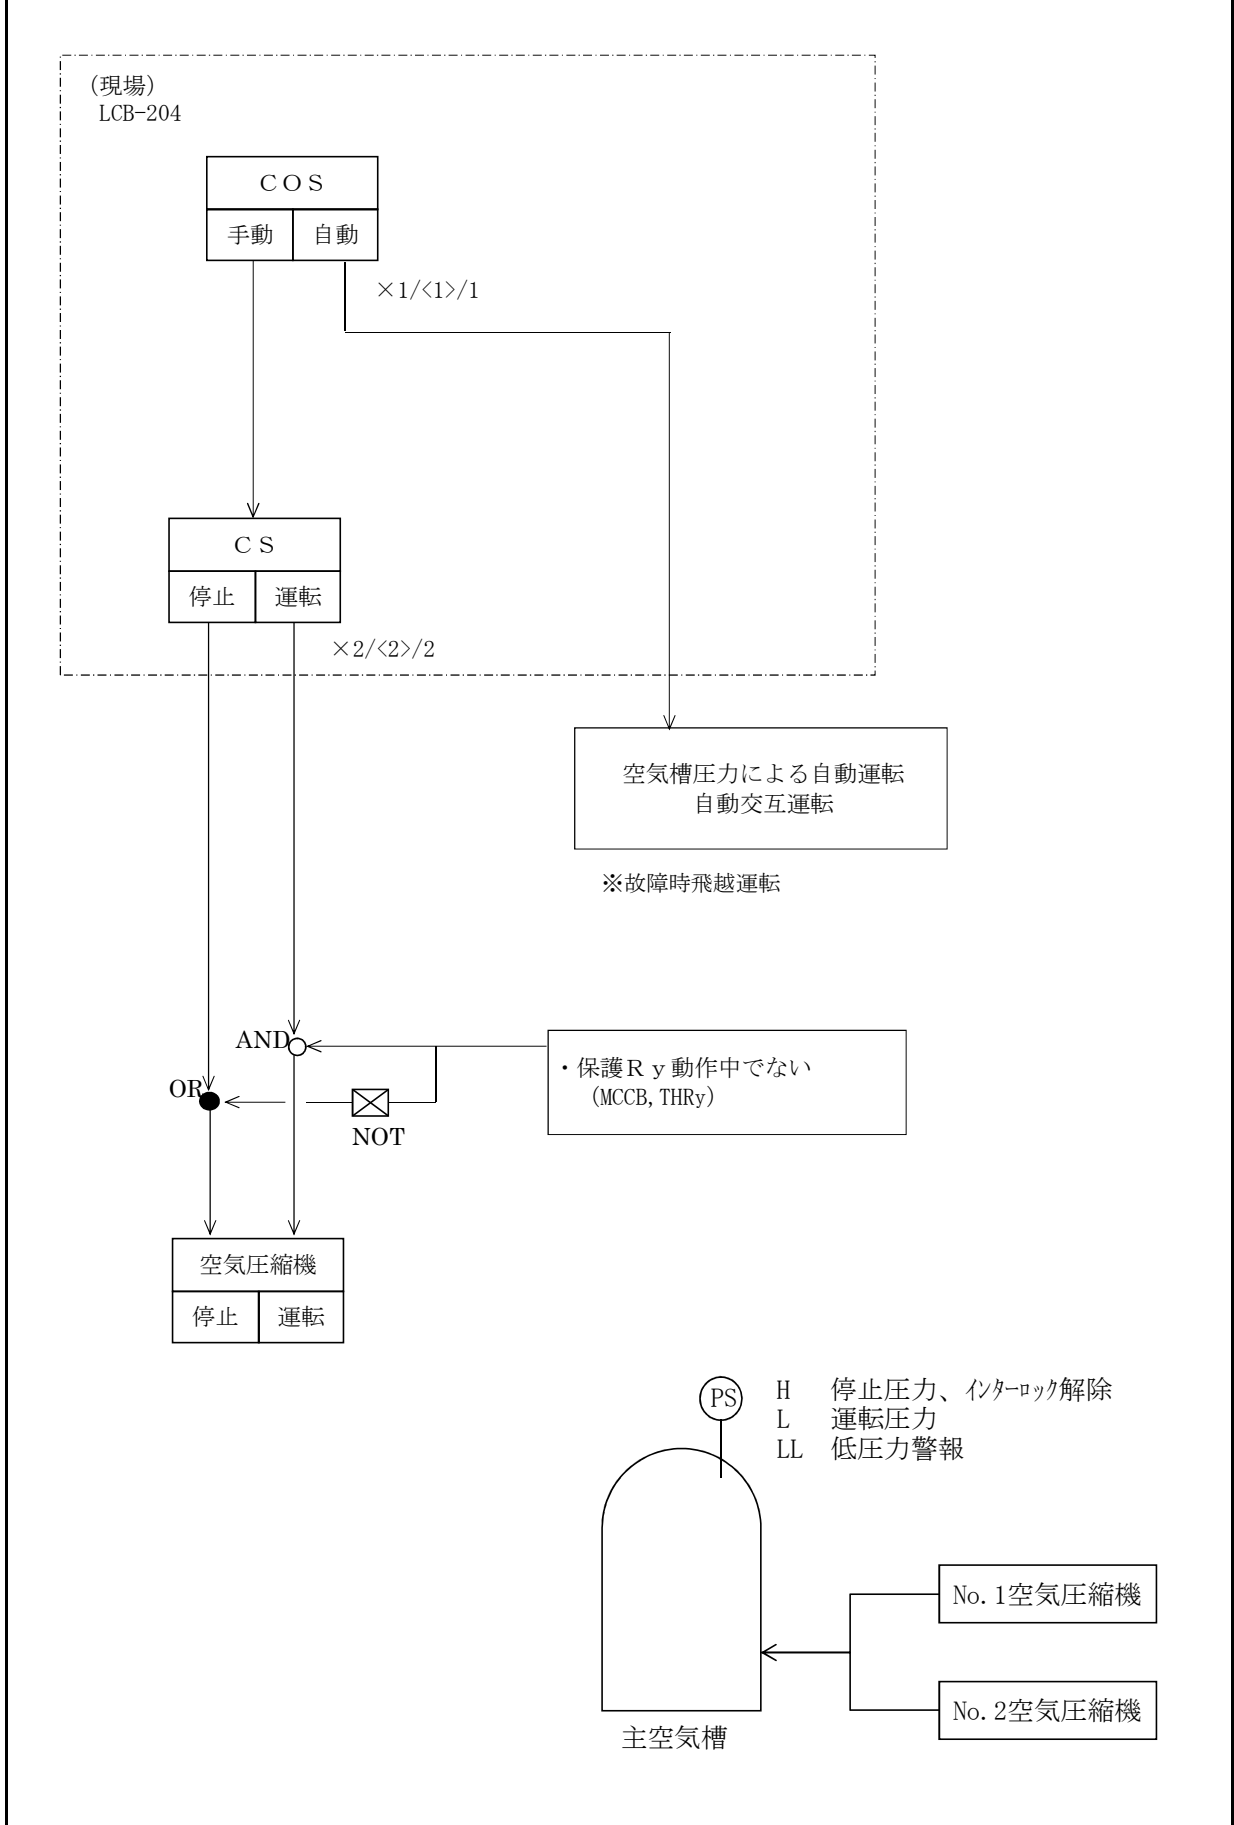 (現場)
LCB-204
ＣＯＳ
手動 自動
×1/<1>/1
ＣＳ
停止 運転
×2/<2>/2
空気槽圧力による自動運転
自動交互運転
※故障時飛越運転
AND
・保護Ｒｙ動作中でない
(MCCB,THRy)
OR
NOT
空気圧縮機
停止 運転
PS
H 停止圧力、ｲﾝﾀｰﾛｯｸ解除
L 運転圧力
LL 低圧力警報
No.1空気圧縮機
No.2空気圧縮機
主空気槽